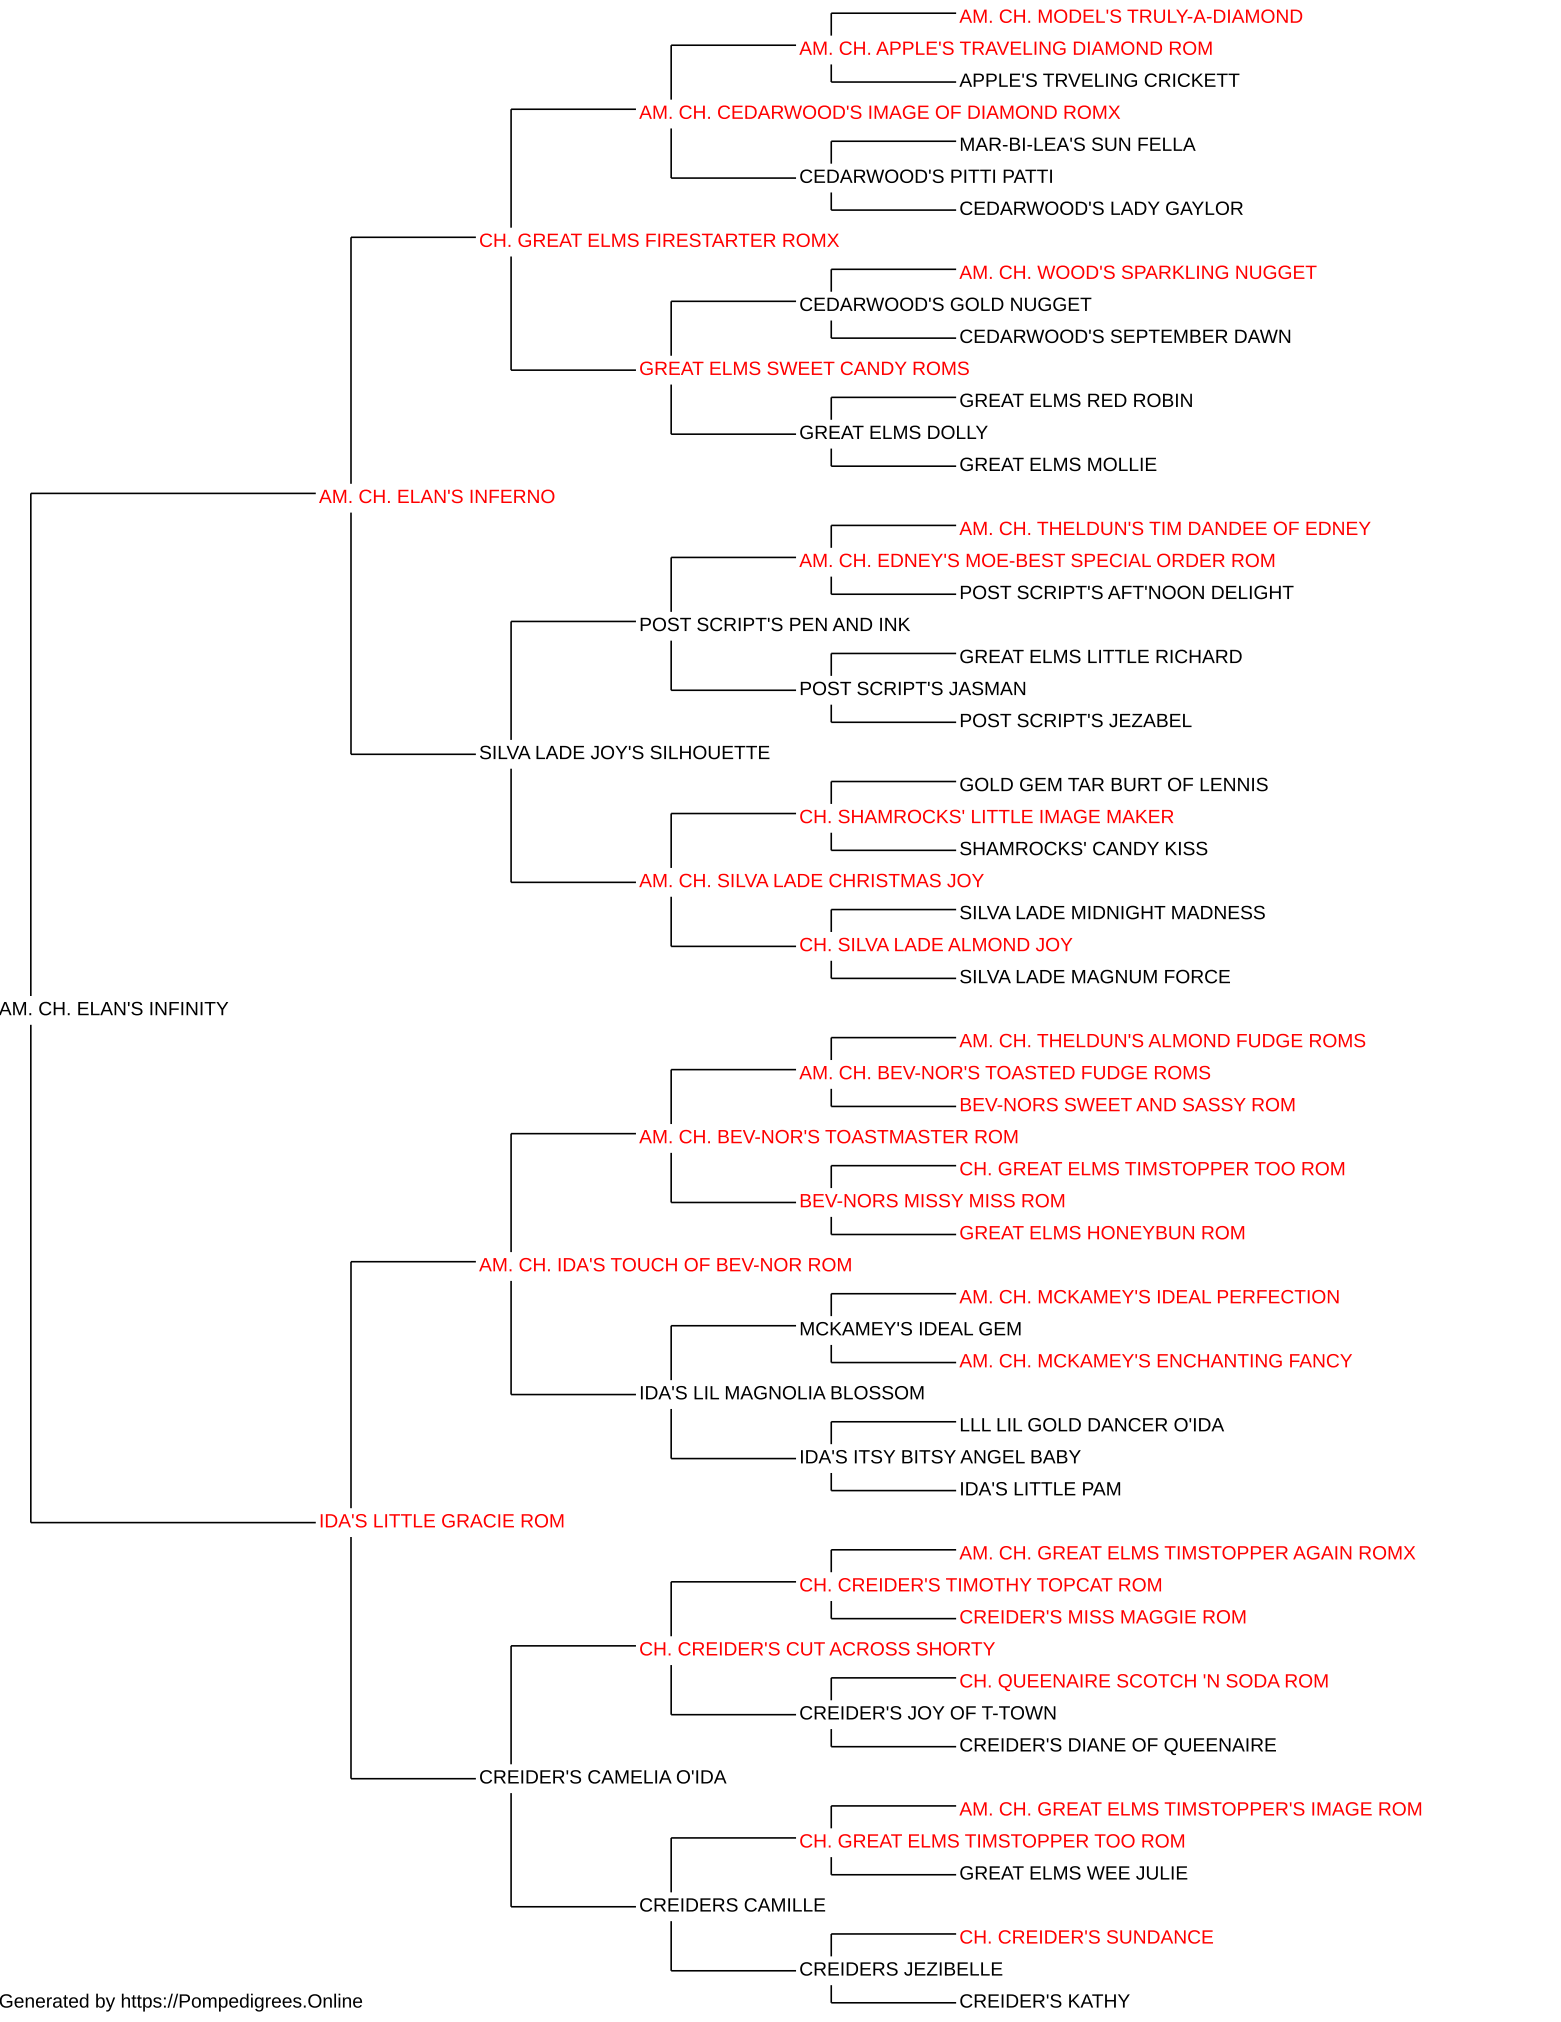 AM. CH. MODEL'S TRULY-A-DIAMOND
AM. CH. APPLE'S TRAVELING DIAMOND ROM
APPLE'S TRVELING CRICKETT
AM. CH. CEDARWOOD'S IMAGE OF DIAMOND ROMX
MAR-BI-LEA'S SUN FELLA
CEDARWOOD'S PITTI PATTI
CEDARWOOD'S LADY GAYLOR
CH. GREAT ELMS FIRESTARTER ROMX
AM. CH. WOOD'S SPARKLING NUGGET
CEDARWOOD'S GOLD NUGGET
CEDARWOOD'S SEPTEMBER DAWN
GREAT ELMS SWEET CANDY ROMS
GREAT ELMS RED ROBIN
GREAT ELMS DOLLY
GREAT ELMS MOLLIE
AM. CH. ELAN'S INFERNO
AM. CH. THELDUN'S TIM DANDEE OF EDNEY
AM. CH. EDNEY'S MOE-BEST SPECIAL ORDER ROM
POST SCRIPT'S AFT'NOON DELIGHT
POST SCRIPT'S PEN AND INK
GREAT ELMS LITTLE RICHARD
POST SCRIPT'S JASMAN
POST SCRIPT'S JEZABEL
SILVA LADE JOY'S SILHOUETTE
GOLD GEM TAR BURT OF LENNIS
CH. SHAMROCKS' LITTLE IMAGE MAKER
SHAMROCKS' CANDY KISS
AM. CH. SILVA LADE CHRISTMAS JOY
SILVA LADE MIDNIGHT MADNESS
CH. SILVA LADE ALMOND JOY
SILVA LADE MAGNUM FORCE
AM. CH. ELAN'S INFINITY
AM. CH. THELDUN'S ALMOND FUDGE ROMS
AM. CH. BEV-NOR'S TOASTED FUDGE ROMS
BEV-NORS SWEET AND SASSY ROM
AM. CH. BEV-NOR'S TOASTMASTER ROM
CH. GREAT ELMS TIMSTOPPER TOO ROM
BEV-NORS MISSY MISS ROM
GREAT ELMS HONEYBUN ROM
AM. CH. IDA'S TOUCH OF BEV-NOR ROM
AM. CH. MCKAMEY'S IDEAL PERFECTION
MCKAMEY'S IDEAL GEM
AM. CH. MCKAMEY'S ENCHANTING FANCY
IDA'S LIL MAGNOLIA BLOSSOM
LLL LIL GOLD DANCER O'IDA
IDA'S ITSY BITSY ANGEL BABY
IDA'S LITTLE PAM
IDA'S LITTLE GRACIE ROM
AM. CH. GREAT ELMS TIMSTOPPER AGAIN ROMX
CH. CREIDER'S TIMOTHY TOPCAT ROM
CREIDER'S MISS MAGGIE ROM
CH. CREIDER'S CUT ACROSS SHORTY
CH. QUEENAIRE SCOTCH 'N SODA ROM
CREIDER'S JOY OF T-TOWN
CREIDER'S DIANE OF QUEENAIRE
CREIDER'S CAMELIA O'IDA
AM. CH. GREAT ELMS TIMSTOPPER'S IMAGE ROM
CH. GREAT ELMS TIMSTOPPER TOO ROM
GREAT ELMS WEE JULIE
CREIDERS CAMILLE
CH. CREIDER'S SUNDANCE
CREIDERS JEZIBELLE
CREIDER'S KATHY
Generated by https://Pompedigrees.Online